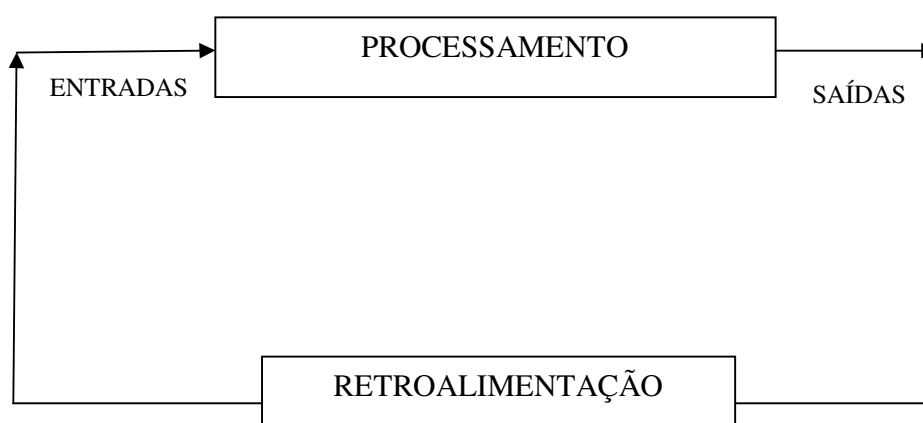 PROCESSAMENTO
ENTRADAS
SAÍDAS
RETROALIMENTAÇÃO